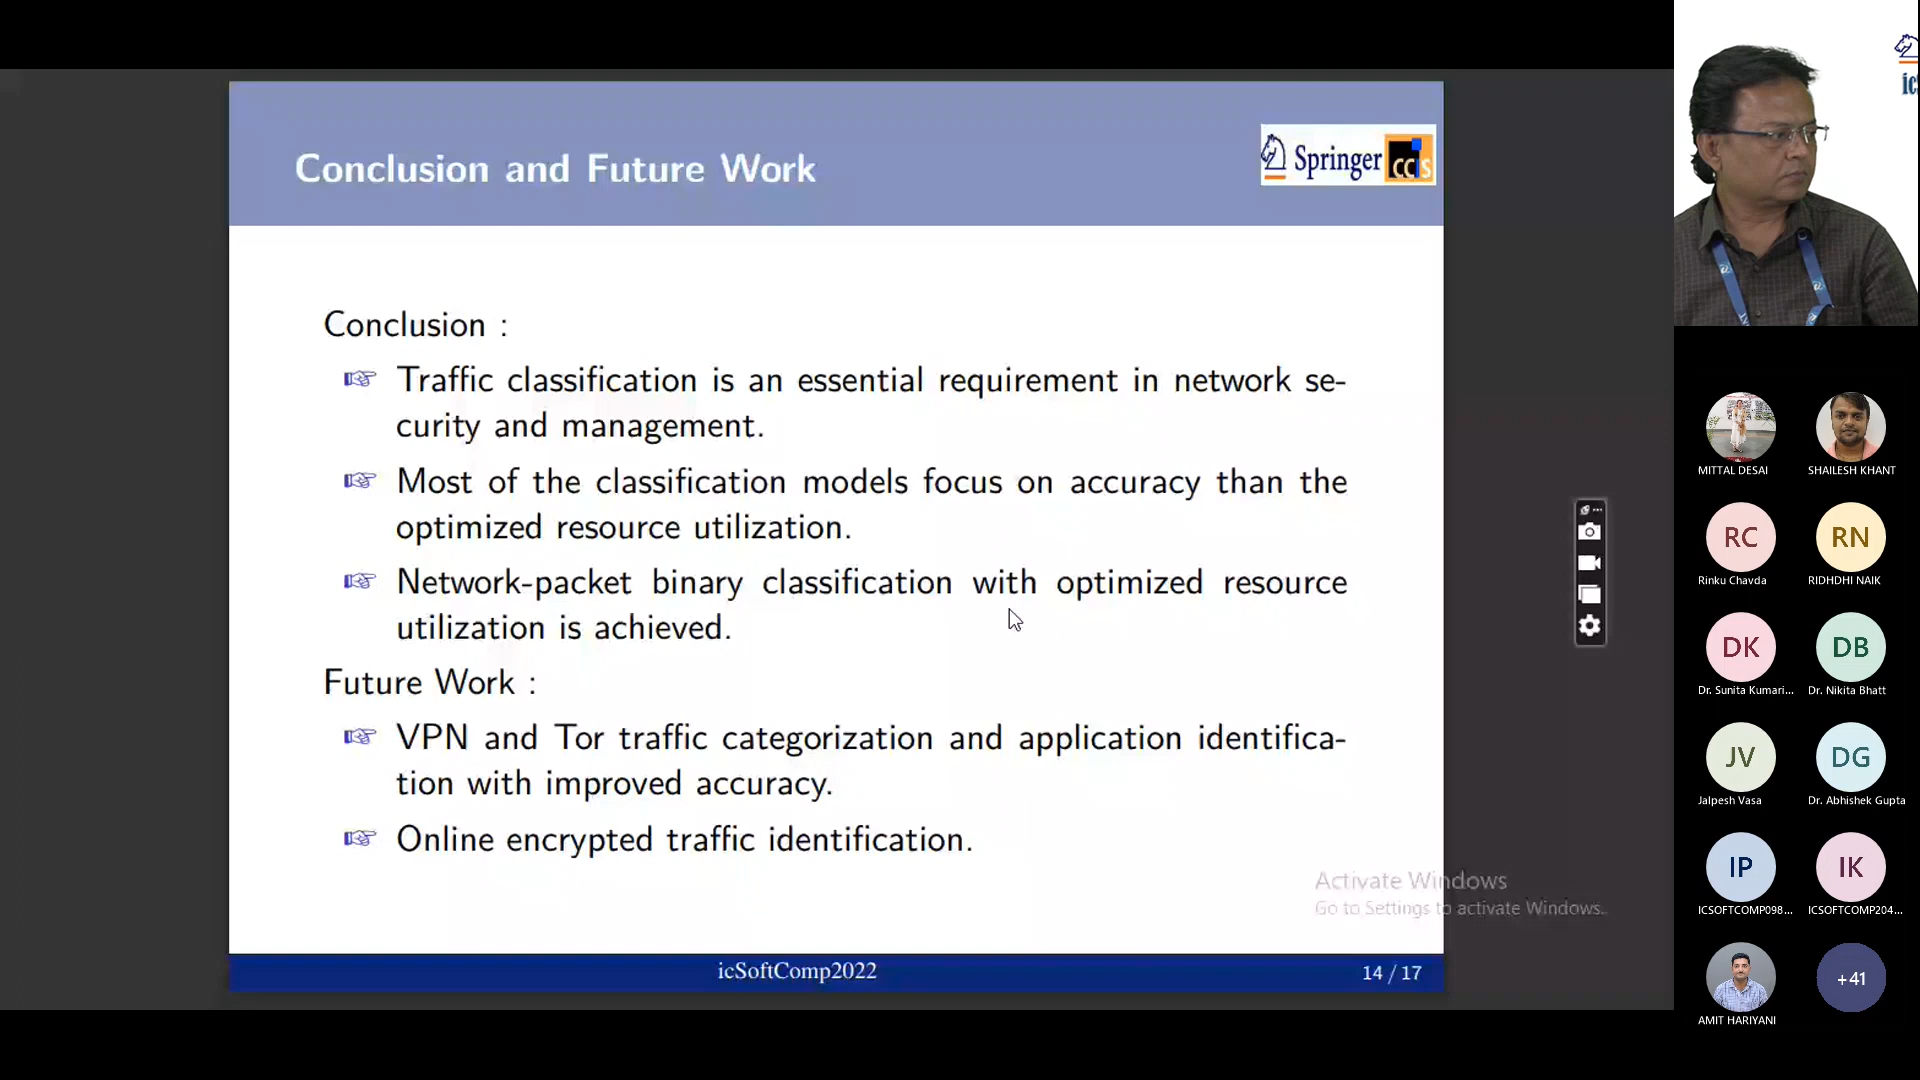 Conclusion and Future Work
Springer
CCIS
Conclusion :
Traffic classification is an essential requirement in network se-
curity and management.
Most of the classification models focus on accuracy than the
optimized resource utilization.
Network-packet binary classification with optimized resource
utilization is achieved.
Future Work :
VPN and Tor traffic categorization and application identifica-
tion with improved accuracy.
Online encrypted traffic identification.
Activate Windows
Go to Settings to activate Windows.
icSoftComp2022
14 / 17
ic
MITTAL DESAI
SHAILESH KHANT
RC
RN
Rinku Chavda
RIDHDHI NAIK
DK
DB
Dr. Sunita Kumari...
Dr. Nikita Bhatt
JV
DG
Jalpesh Vasa
Dr. Abhishek Gupta
IP
IK
ICSOFTCOMP098...
ICSOFTCOMP204...
AMIT HARIYANI
+41